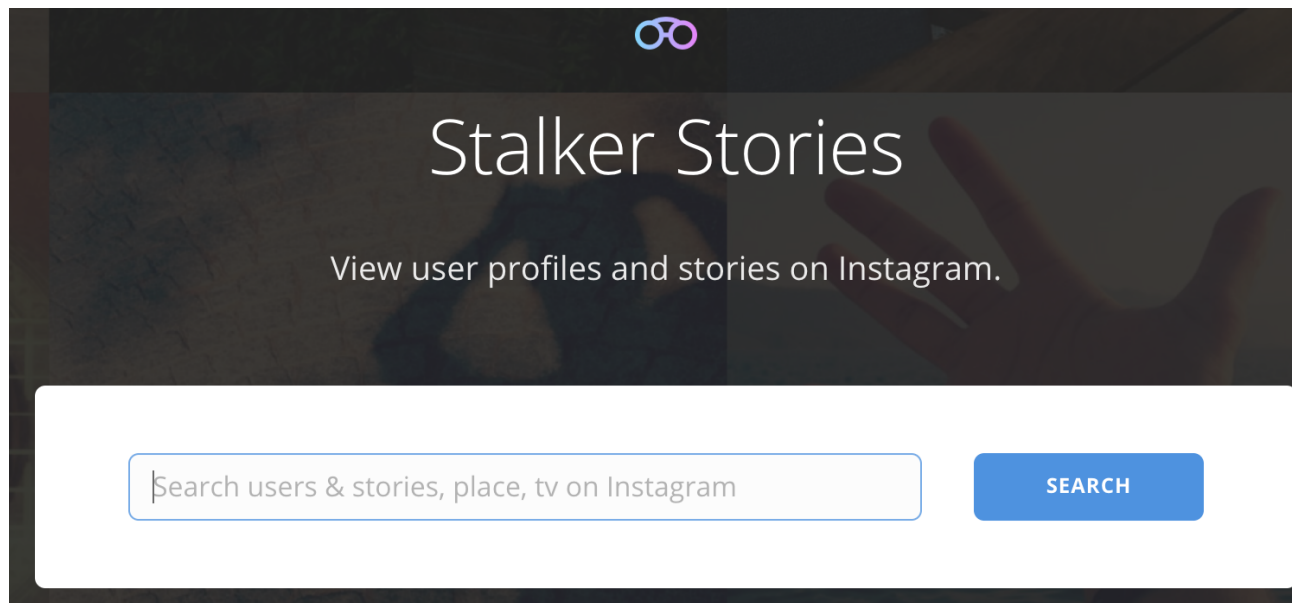 Stalker Stories
View user profiles and stories on Instagram.
Search users & stories, place, tv on Instagram
SEARCH